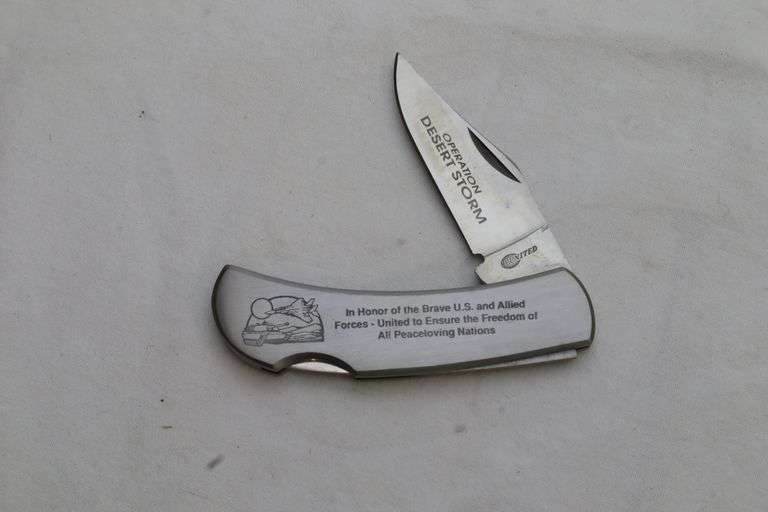 OPERATION
DESERT STORM
UNITED
In Honor of the Brave U.S. and Allied
Forces - United to Ensure the Freedom of
All Peaceloving Nations